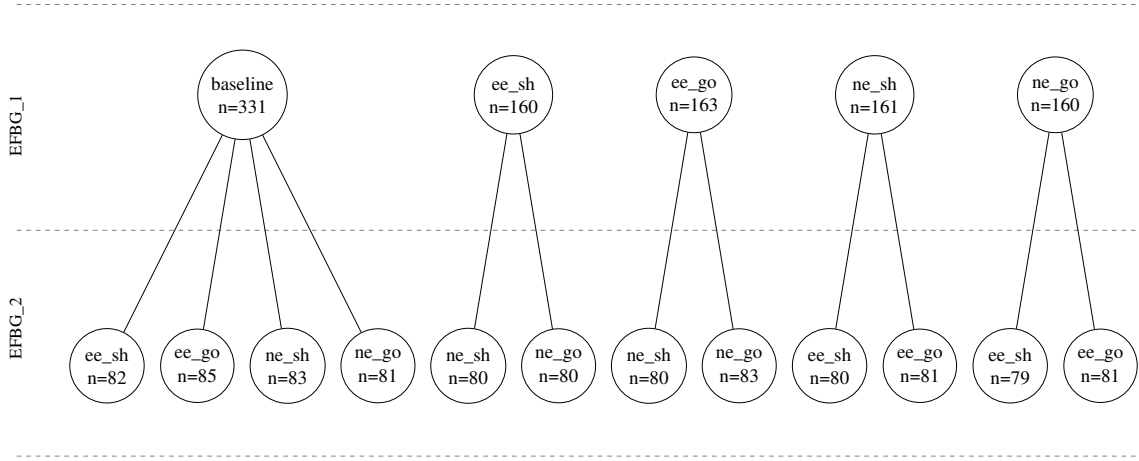 EFBG_1
baseline
n=331
ee_sh
n=160
ee_go
n=163
ne_sh
n=161
ne_go
n=160
EFBG_2
ee_sh
n=82
ee_go
n=85
ne_sh
n=83
ne_go
n=81
ne_sh
n=80
ne_go
n=80
ne_sh
n=80
ne_go
n=83
ee_sh
n=80
ee_go
n=81
ee_sh
n=79
ee_go
n=81